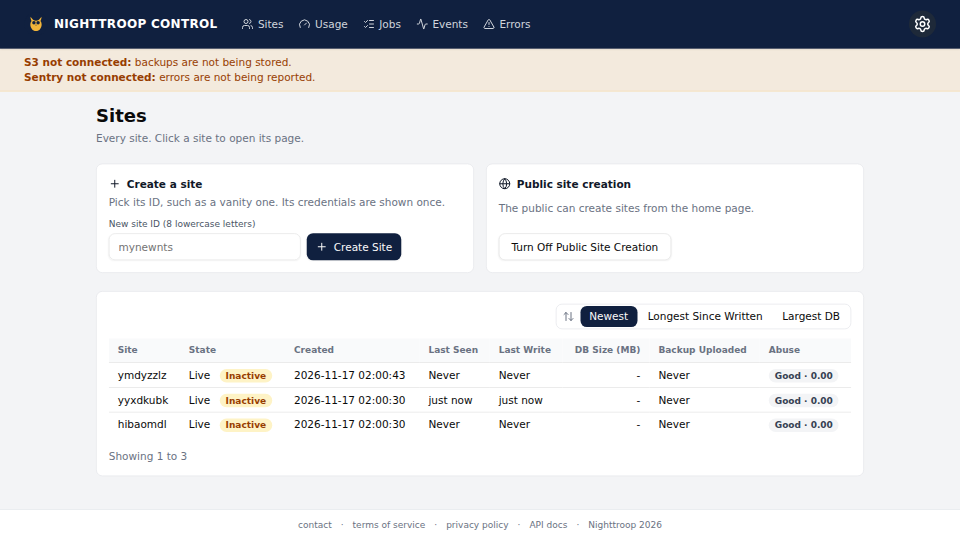 NIGHTTROOP CONTROL Sites Usage Jobs Events Errors
S3 not connected: backups are not being stored.
Sentry not connected: errors are not being reported.
Sites
Every site. Click a site to open its page.
Create a site
Pick its ID, such as a vanity one. Its credentials are shown once.
New site ID (8 lowercase letters)
mynewnts
Create Site
Public site creation
The public can create sites from the home page.
Turn Off Public Site Creation
Newest Longest Since Written Largest DB
Site State Created Last Seen Last Write DB Size (MB) Backup Uploaded Abuse
ymdyzzlz Live Inactive 2026-11-17 02:00:43 Never Never - Never Good · 0.00
yyxdkubk Live Inactive 2026-11-17 02:00:30 just now just now - Never Good · 0.00
hibaomdl Live Inactive 2026-11-17 02:00:30 Never Never - Never Good · 0.00
Showing 1 to 3
contact · terms of service · privacy policy · API docs · Nighttroop 2026